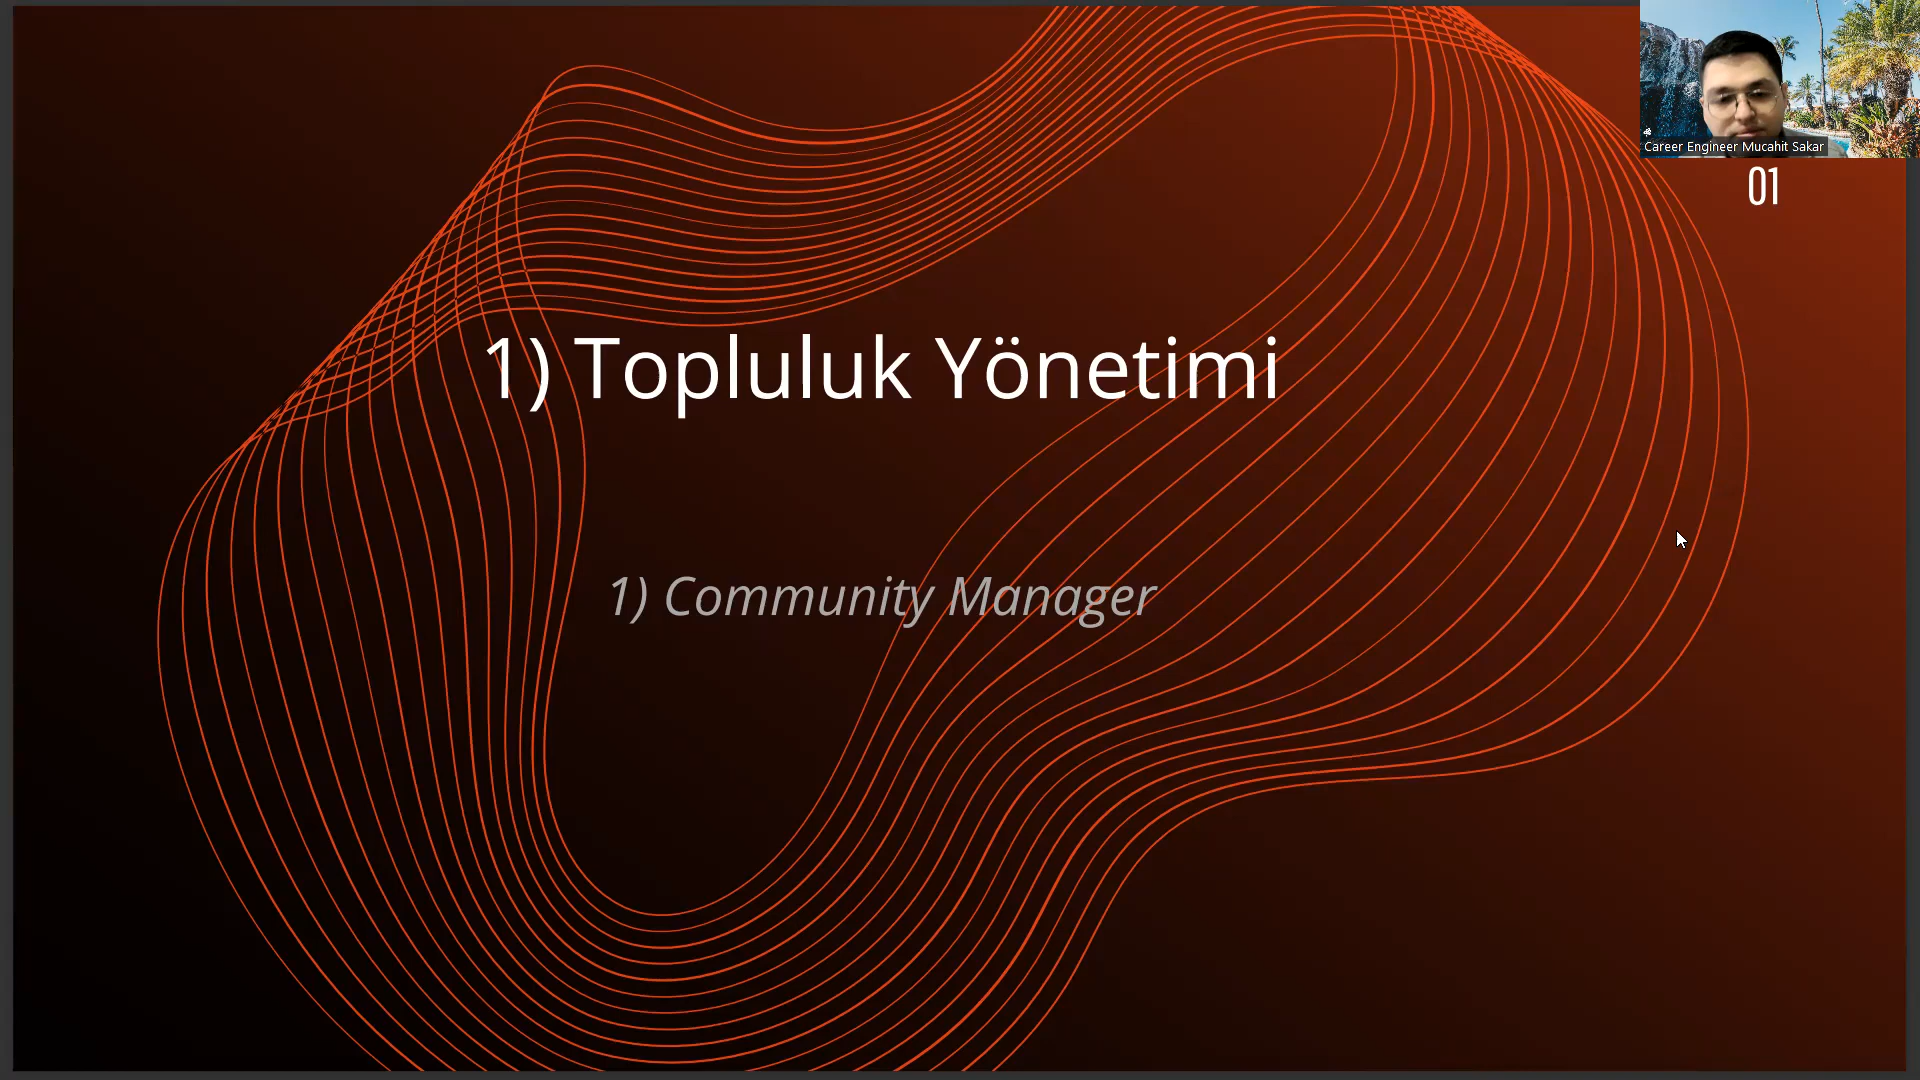 Career Engineer Mucahit Sakar
01
1) Topluluk Yönetimi
1) Community Manager